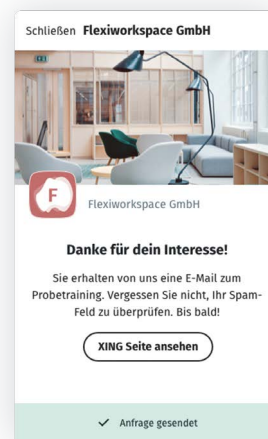 Schließen Flexiworkspace GmbH
F
Flexiworkspace GmbH
Danke für dein Interesse!
Sie erhalten von uns eine E-Mail zum
Probetraining. Vergessen Sie nicht, Ihr Spam-
Feld zu überprüfen. Bis bald!
XING Seite ansehen
✓ Anfrage gesendet